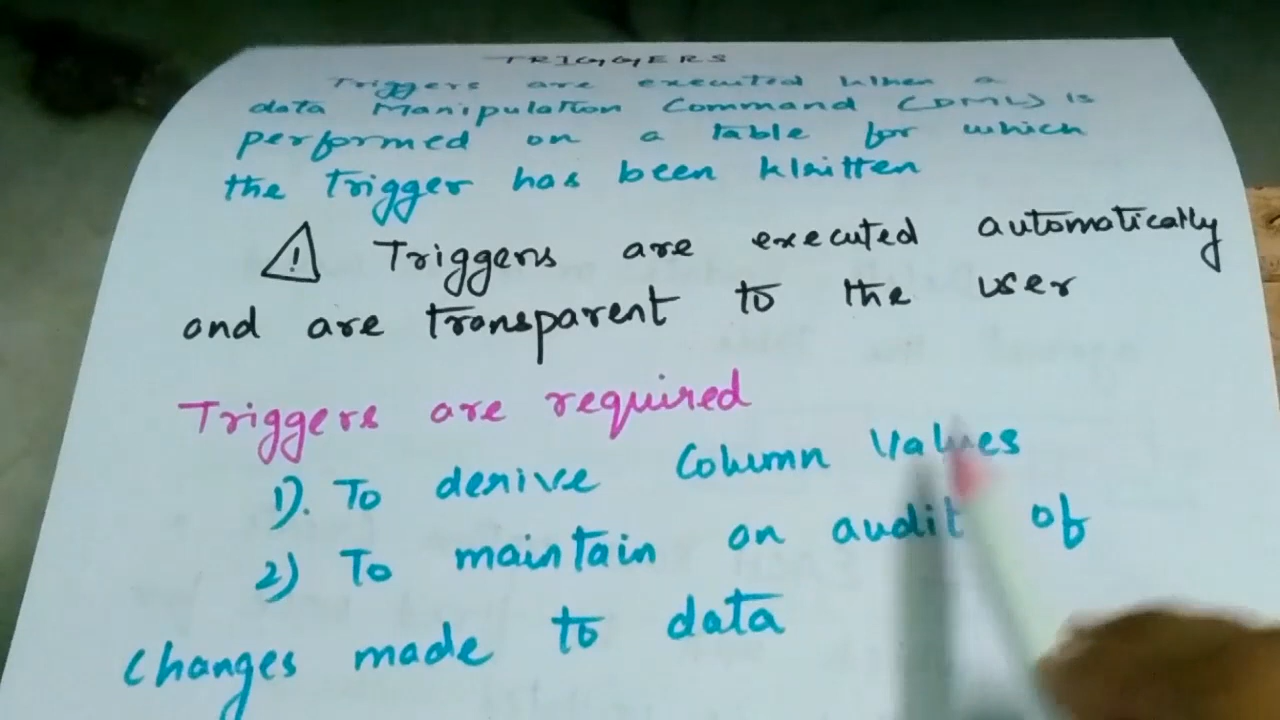 TRIGGERS
Triggers are executed when a
data Manipulation Command (DML) is
performed on a table for which
the Trigger has been klritten
! Triggers are executed automatically
and are transparent to the user
Triggers are required
1). To derive Column Values
2) To maintain an audit of
changes made to data